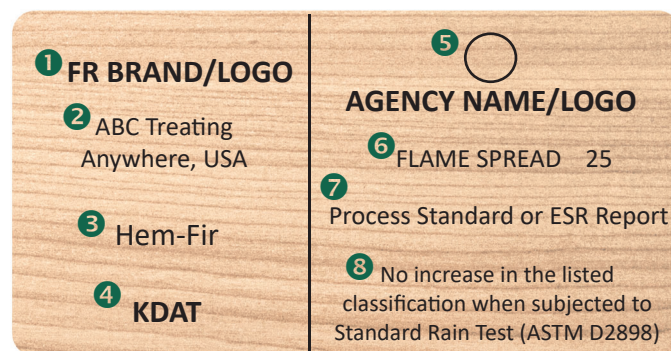 1 FR BRAND/LOGO
2 ABC Treating
Anywhere, USA
3 Hem-Fir
4 KDAT
5
AGENCY NAME/LOGO
6 FLAME SPREAD 25
7
Process Standard or ESR Report
8 No increase in the listed
classification when subjected to
Standard Rain Test (ASTM D2898)